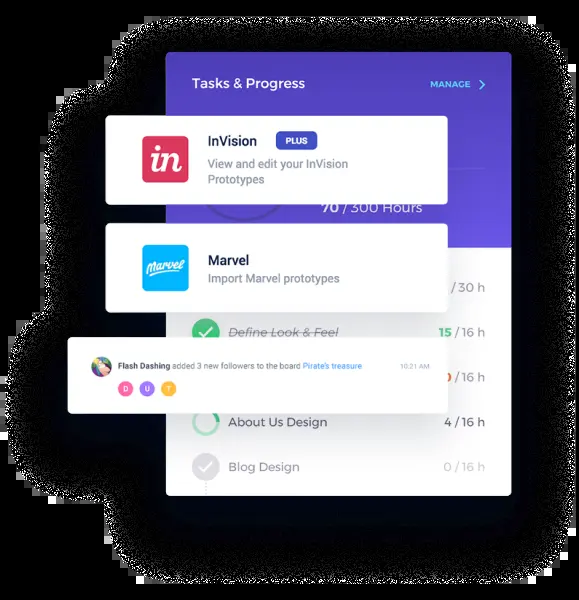 Tasks & Progress
MANAGE
InVision PLUS
View and edit your InVision
Prototypes
in
70 / 300 Hours
Marvel
Marvel
Import Marvel prototypes
/ 30 h
Define Look & Feel 15 / 16 h
Flash Dashing added 3 new followers to the board Pirate's treasure 10:21 AM
D U T
0 / 16 h
About Us Design 4 / 16 h
Blog Design 0 / 16 h